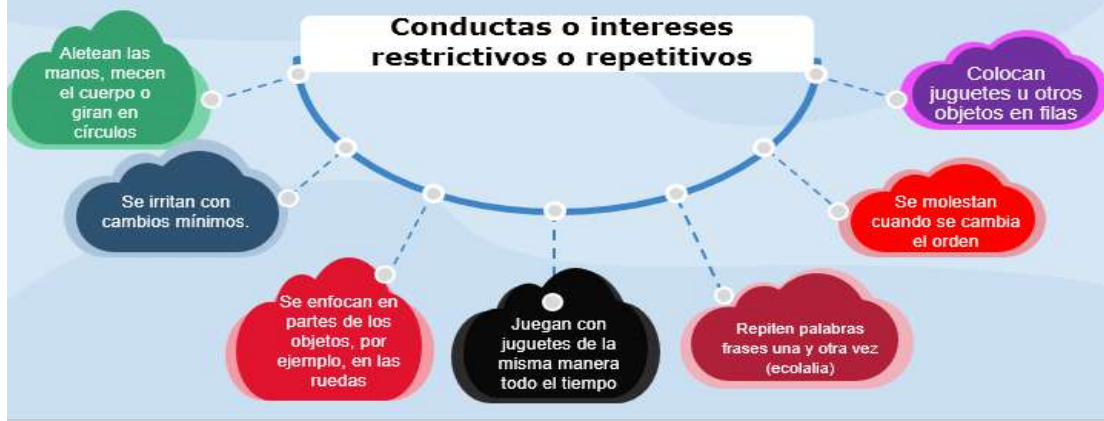 Conductas o intereses
restrictivos o repetitivos
Aletean las
manos, mecen
el cuerpo o
giran en
círculos
Se irritan con
cambios mínimos.
Se enfocan en
partes de los
objetos, por
ejemplo, en las
ruedas
Juegan con
juguetes de la
misma manera
todo el tiempo
Repiten palabras
frases una y otra vez
(ecolalia)
Se molestan
cuando se cambia
el orden
Colocan
juguetes u otros
objetos en filas